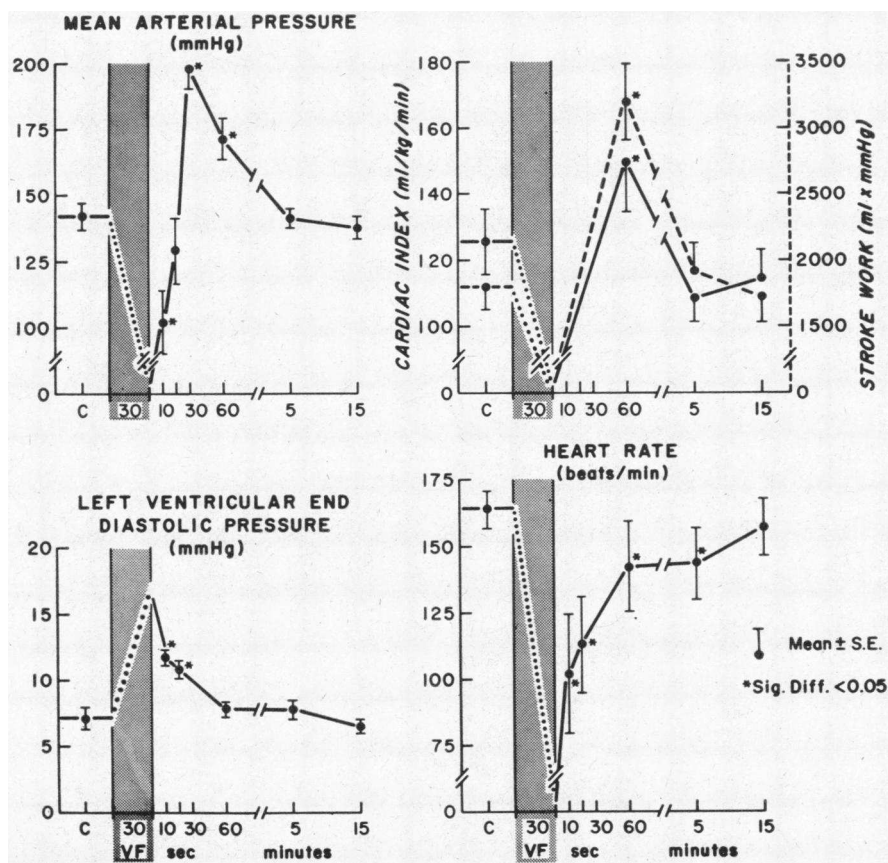 MEAN ARTERIAL PRESSURE
(mmHg)
200
175
150
125
100
0
C
30
10
30
60
5
15
CARDIAC INDEX (ml/kg/min)
180
160
140
120
100
0
3500
3000
2500
2000
1500
0
STROKE WORK (ml. x mmHg)
C
30
10
30
60
5
15
LEFT VENTRICULAR END
DIASTOLIC PRESSURE
(mmHg)
20
15
10
5
0
C
30
10
30
60
5
15
VF
sec
minutes
HEART RATE
(beats/min)
175
150
125
100
75
0
C
30
10
30
60
5
15
VF
sec
minutes
Mean ± S.E.
*Sig. Diff. <0.05